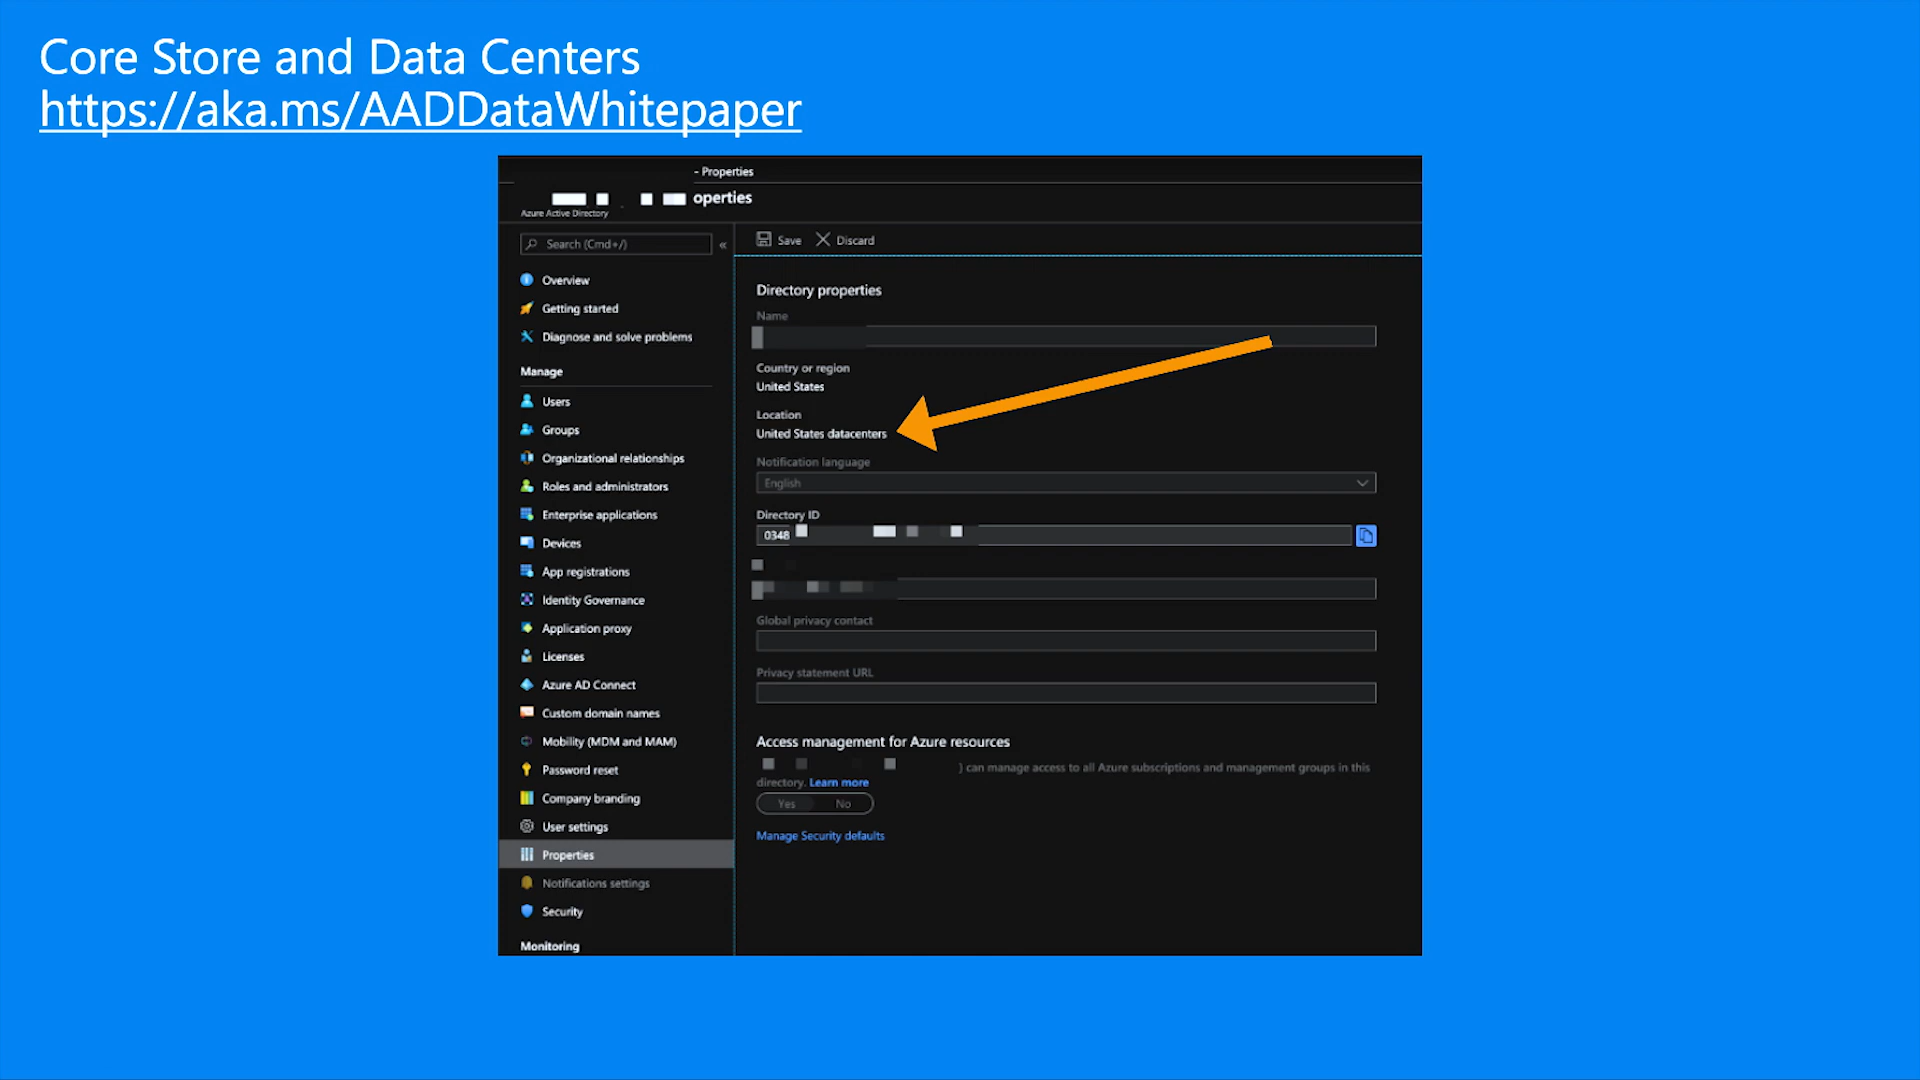 Core Store and Data Centers
https://aka.ms/AADDataWhitepaper
- Properties
operties
Azure Active Directory
Search (Cmd+/)
«
Save
Discard
Overview
Getting started
Diagnose and solve problems
Manage
Users
Groups
Organizational relationships
Roles and administrators
Enterprise applications
Devices
App registrations
Identity Governance
Application proxy
Licenses
Azure AD Connect
Custom domain names
Mobility (MDM and MAM)
Password reset
Company branding
User settings
Properties
Notifications settings
Security
Monitoring
Directory properties
Name
Country or region
United States
Location
United States datacenters
Notification language
English
Directory ID
0348
Global privacy contact
Privacy statement URL
Access management for Azure resources
) can manage access to all Azure subscriptions and management groups in this
directory. Learn more
Yes No
Manage Security defaults